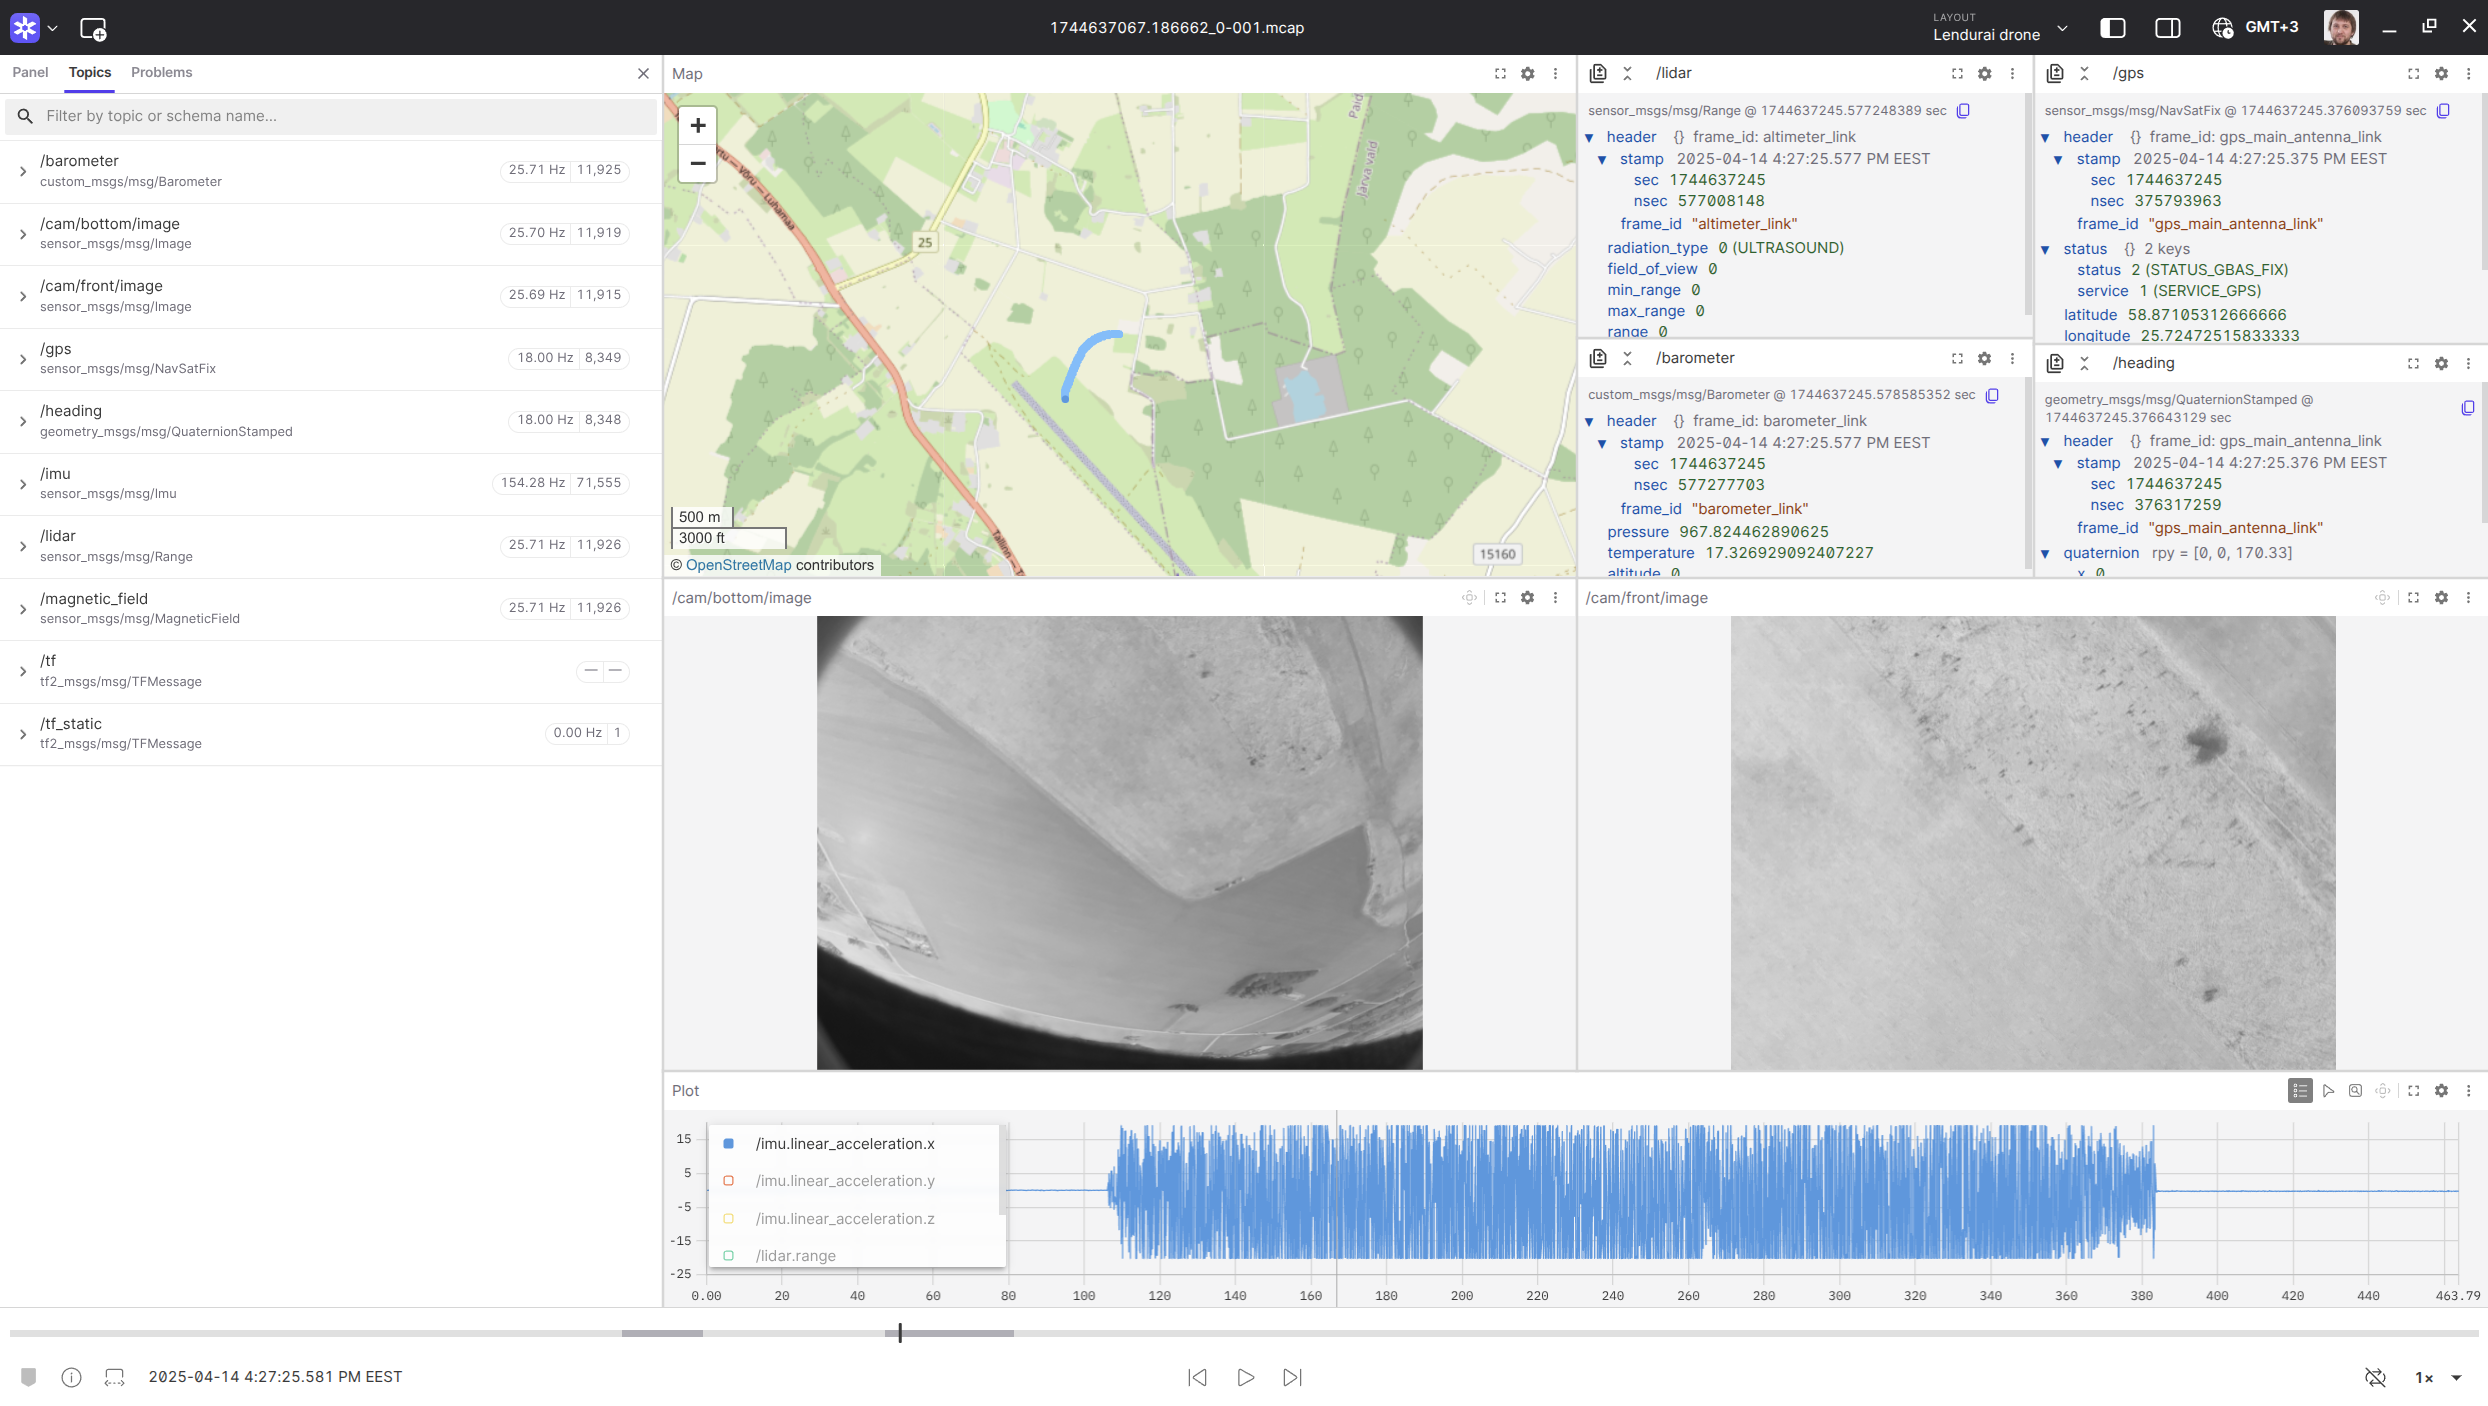 1744637067.186662_0-001.mcap
LAYOUT
Lendurai drone
GMT+3
Panel
Topics
Problems
Filter by topic or schema name...
/barometer
custom_msgs/msg/Barometer
25.71 Hz
11,925
/cam/bottom/image
sensor_msgs/msg/Image
25.70 Hz
11,919
/cam/front/image
sensor_msgs/msg/Image
25.69 Hz
11,915
/gps
sensor_msgs/msg/NavSatFix
18.00 Hz
8,349
/heading
geometry_msgs/msg/QuaternionStamped
18.00 Hz
8,348
/imu
sensor_msgs/msg/Imu
154.28 Hz
71,555
/lidar
sensor_msgs/msg/Range
25.71 Hz
11,926
/magnetic_field
sensor_msgs/msg/MagneticField
25.71 Hz
11,926
/tf
tf2_msgs/msg/TFMessage
— —
/tf_static
tf2_msgs/msg/TFMessage
0.00 Hz
1
Map
+
−
rtu — Võru — Luhamaa
25
Järva vald
Paid
Tallinn
15160
500 m
3000 ft
© OpenStreetMap contributors
/lidar
sensor_msgs/msg/Range @ 1744637245.577248389 sec
header {} frame_id: altimeter_link
stamp 2025-04-14 4:27:25.577 PM EEST
sec 1744637245
nsec 577008148
frame_id "altimeter_link"
radiation_type 0 (ULTRASOUND)
field_of_view 0
min_range 0
max_range 0
range 0
/gps
sensor_msgs/msg/NavSatFix @ 1744637245.376093759 sec
header {} frame_id: gps_main_antenna_link
stamp 2025-04-14 4:27:25.375 PM EEST
sec 1744637245
nsec 375793963
frame_id "gps_main_antenna_link"
status {} 2 keys
status 2 (STATUS_GBAS_FIX)
service 1 (SERVICE_GPS)
latitude 58.87105312666666
longitude 25.72472515833333
/barometer
custom_msgs/msg/Barometer @ 1744637245.578585352 sec
header {} frame_id: barometer_link
stamp 2025-04-14 4:27:25.577 PM EEST
sec 1744637245
nsec 577277703
frame_id "barometer_link"
pressure 967.824462890625
temperature 17.326929092407227
altitude 0
/heading
geometry_msgs/msg/QuaternionStamped @
1744637245.376643129 sec
header {} frame_id: gps_main_antenna_link
stamp 2025-04-14 4:27:25.376 PM EEST
sec 1744637245
nsec 376317259
frame_id "gps_main_antenna_link"
quaternion rpy = [0, 0, 170.33]
x 0
/cam/bottom/image
/cam/front/image
Plot
15
5
-5
-15
-25
/imu.linear_acceleration.x
/imu.linear_acceleration.y
/imu.linear_acceleration.z
/lidar.range
0.00 20 40 60 80 100 120 140 160 180 200 220 240 260 280 300 320 340 360 380 400 420 440 463.79
2025-04-14 4:27:25.581 PM EEST
1×